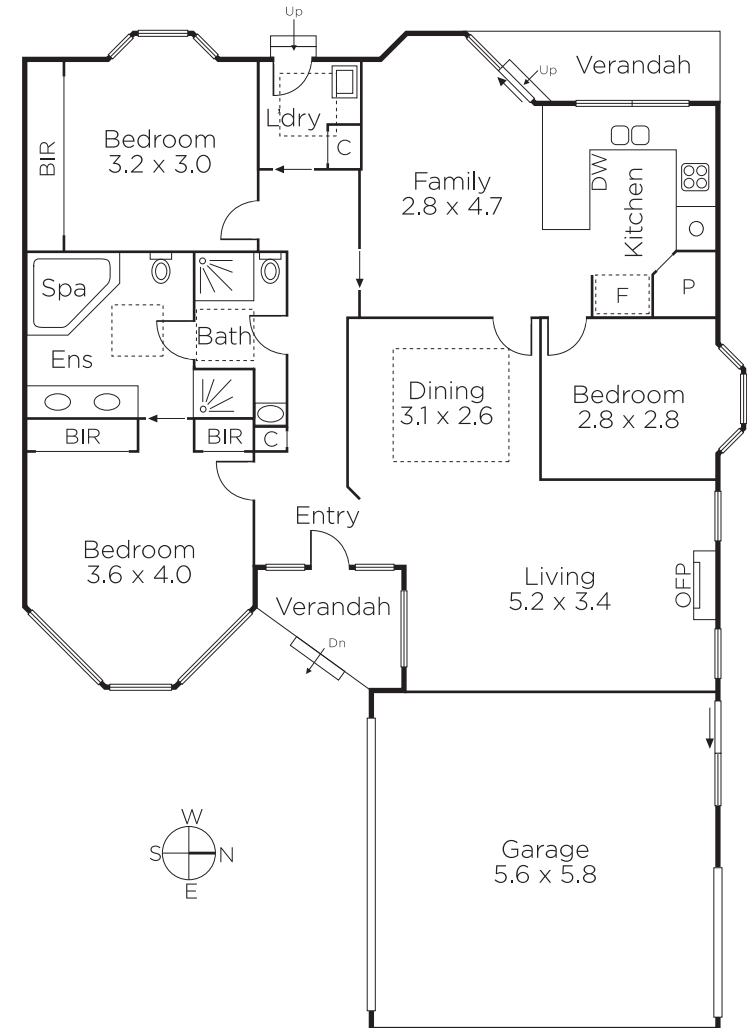 Up
Up
Verandah
Ldry
C
Bedroom
3.2 x 3.0
BIR
Family
2.8 x 4.7
DW
Kitchen
F
P
Spa
Ens
Bath
BIR
BIR
C
Dining
3.1 x 2.6
Bedroom
2.8 x 2.8
Bedroom
3.6 x 4.0
Entry
Verandah
Dn
Living
5.2 x 3.4
OFP
W
S
N
E
Garage
5.6 x 5.8